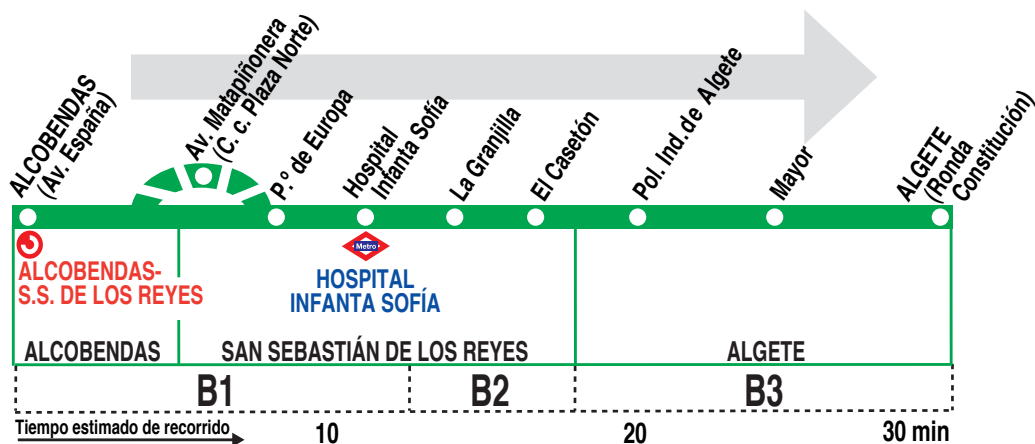 ALCOBENDAS
(Av. España)
Av. Matapiñonera
(C. c. Plaza Norte)
P.º de Europa
Hospital
Infanta Sofía
La Granjilla
El Casetón
Pol. Ind. de Algete
Mayor
ALGETE
(Ronda
Constitución)
Metro
ALCOBENDAS-
S.S. DE LOS REYES
HOSPITAL
INFANTA SOFÍA
ALCOBENDAS
SAN SEBASTIÁN DE LOS REYES
ALGETE
B1
B2
B3
Tiempo estimado de recorrido
10
20
30 min